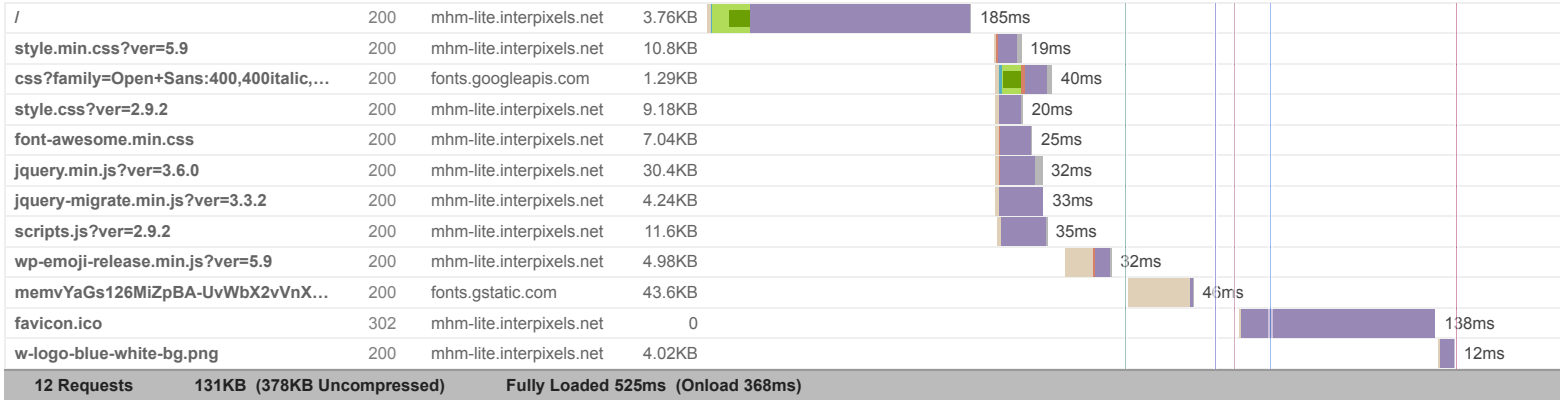 / 200 mhm-lite.interpixels.net 3.76KB 185ms
style.min.css?ver=5.9 200 mhm-lite.interpixels.net 10.8KB 19ms
css?family=Open+Sans:400,400italic,... 200 fonts.googleapis.com 1.29KB 40ms
style.css?ver=2.9.2 200 mhm-lite.interpixels.net 9.18KB 20ms
font-awesome.min.css 200 mhm-lite.interpixels.net 7.04KB 25ms
jquery.min.js?ver=3.6.0 200 mhm-lite.interpixels.net 30.4KB 32ms
jquery-migrate.min.js?ver=3.3.2 200 mhm-lite.interpixels.net 4.24KB 33ms
scripts.js?ver=2.9.2 200 mhm-lite.interpixels.net 11.6KB 35ms
wp-emoji-release.min.js?ver=5.9 200 mhm-lite.interpixels.net 4.98KB 32ms
memvYaGs126MiZpBA-UvWbX2vVnX... 200 fonts.gstatic.com 43.6KB 46ms
favicon.ico 302 mhm-lite.interpixels.net 0 138ms
w-logo-blue-white-bg.png 200 mhm-lite.interpixels.net 4.02KB 12ms
12 Requests 131KB (378KB Uncompressed) Fully Loaded 525ms (Onload 368ms)